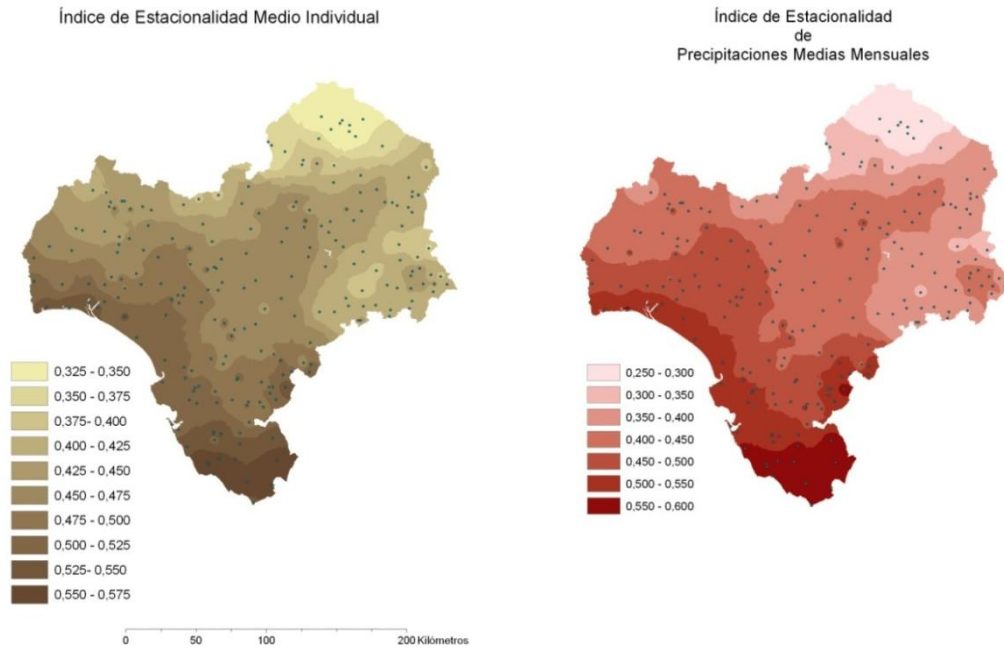 Índice de Estacionalidad Medio Individual
0,325 - 0,350
0,350 - 0,375
0,375- 0,400
0,400 - 0,425
0,425 - 0,450
0,450 - 0,475
0,475 - 0,500
0,500 - 0,525
0,525- 0,550
0,550 - 0,575
0 50 100 200 Kilómetros
Índice de Estacionalidad
de
Precipitaciones Medias Mensuales
0,250 - 0,300
0,300 - 0,350
0,350 - 0,400
0,400 - 0,450
0,450 - 0,500
0,500 - 0,550
0,550 - 0,600